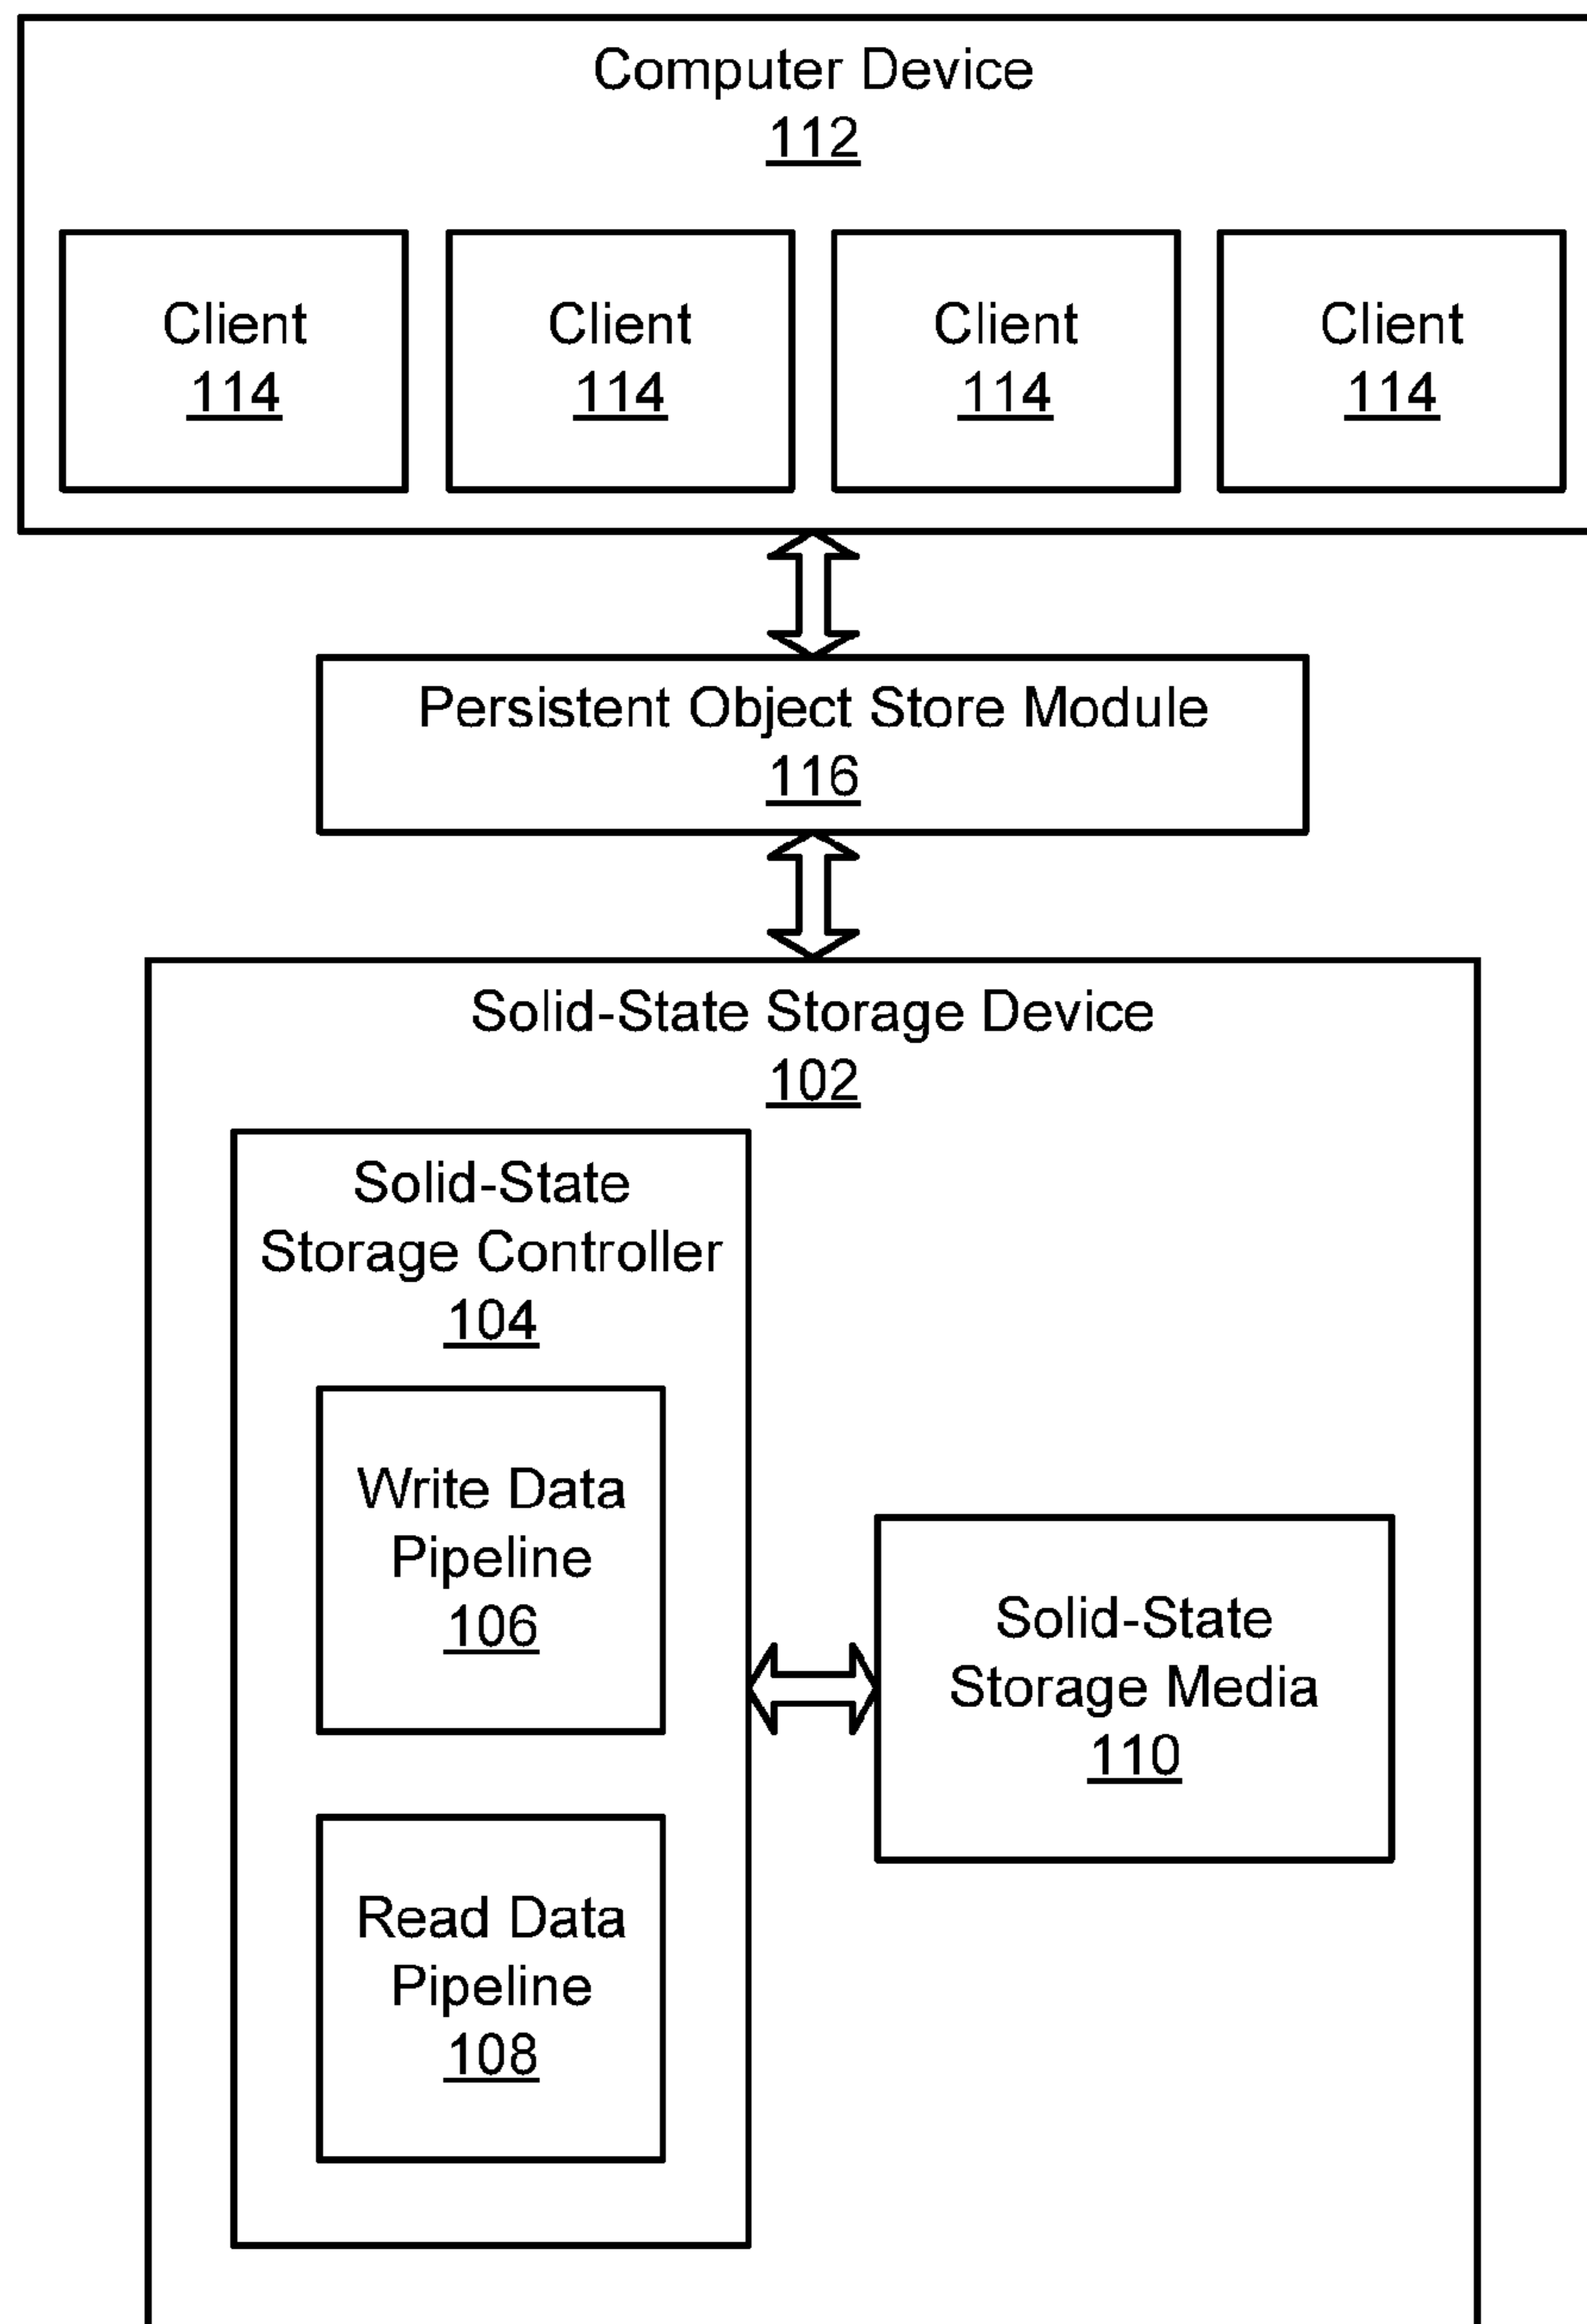 Computer Device
112
Client
114
Client
114
Client
114
Client
114
Persistent Object Store Module
116
Solid-State Storage Device
102
Solid-State
Storage Controller
104
Write Data
Pipeline
106
Solid-State
Storage Media
110
Read Data
Pipeline
108